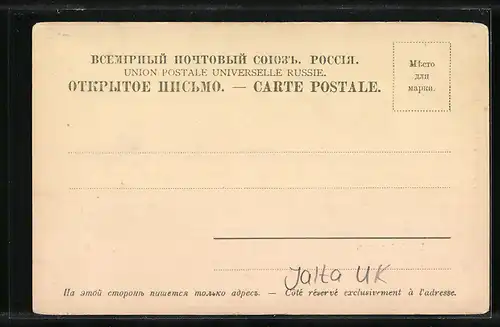 ВСЕМІРНЫЙ ПОЧТОВЫЙ СОЮЗЪ. РОССІЯ.
UNION POSTALE UNIVERSELLE RUSSIE.
ОТКРЫТОЕ ПИСЬМО. — CARTE POSTALE.
Мѣсто
для
марки.
Jalta UK
На этой сторонѣ пишется только адресъ. — Côté réservé exclusivement à l'adresse.